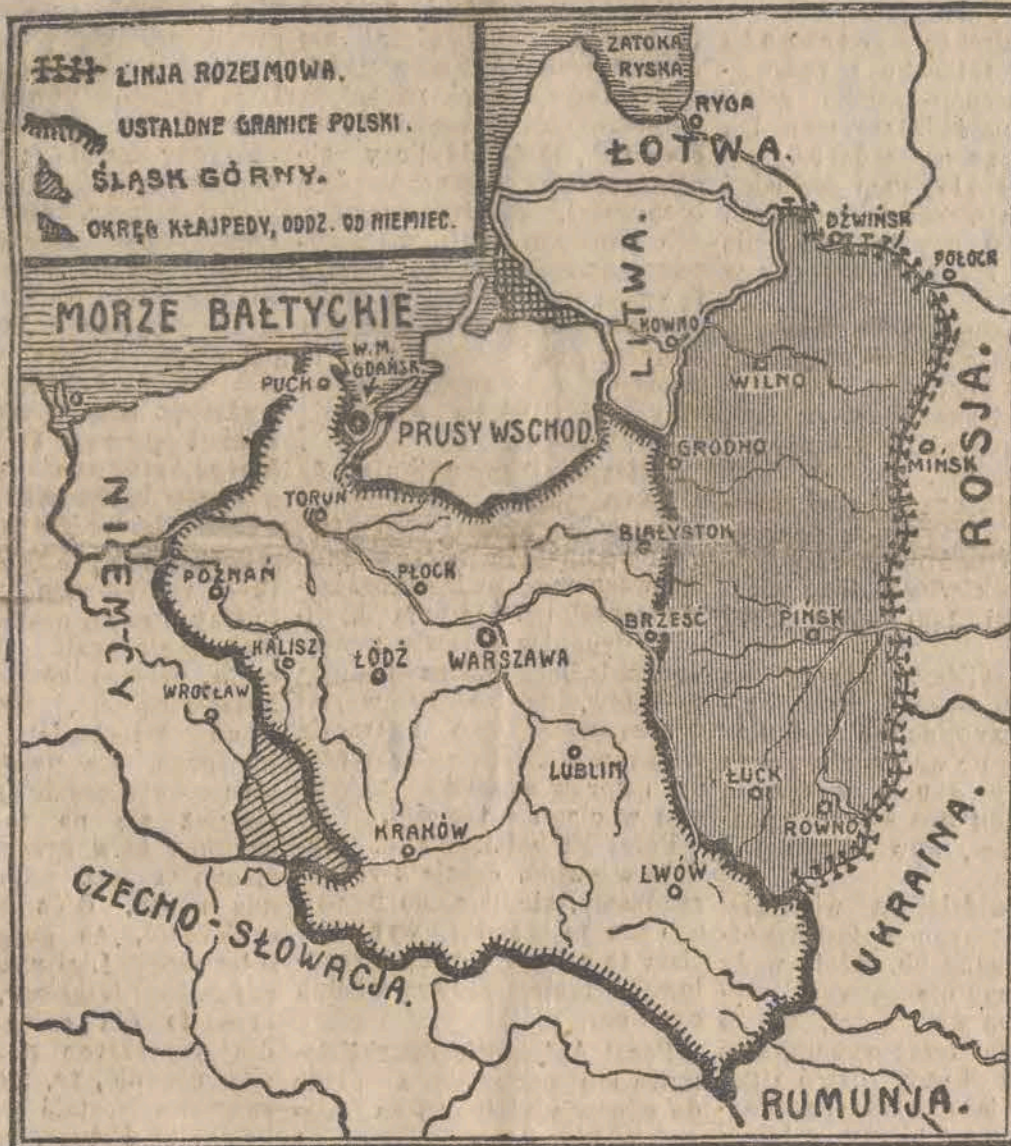 LINJA ROZEJMOWA.
USTALONE GRANICE POLSKI.
ŚLĄSK GÓRNY.
OKRĘG KŁAJPEDY, ODDZ. OD NIEMIEC.
ZATOKA
RYSKA
RYGA
ŁOTWA.
DŹWIŃSK
POŁOCK
LITWA.
KOWNO
WILNO
MORZE BAŁTYCKIE
W.M.
GDAŃSK
PUCK
PRUSY WSCHOD.
GRODNO
MIŃSK
ROSJA.
NIEMCY
TORUŃ
BIAŁYSTOK
POZNAŃ
PŁOCK
BRZEŚĆ
PIŃSK
KALISZ
ŁÓDŹ
WARSZAWA
WROCŁAW
LUBLIN
ŁUCK
RÓWNO
KRAKÓW
LWÓW
UKRAINA.
CZECHO-SŁOWACJA.
RUMUNJA.